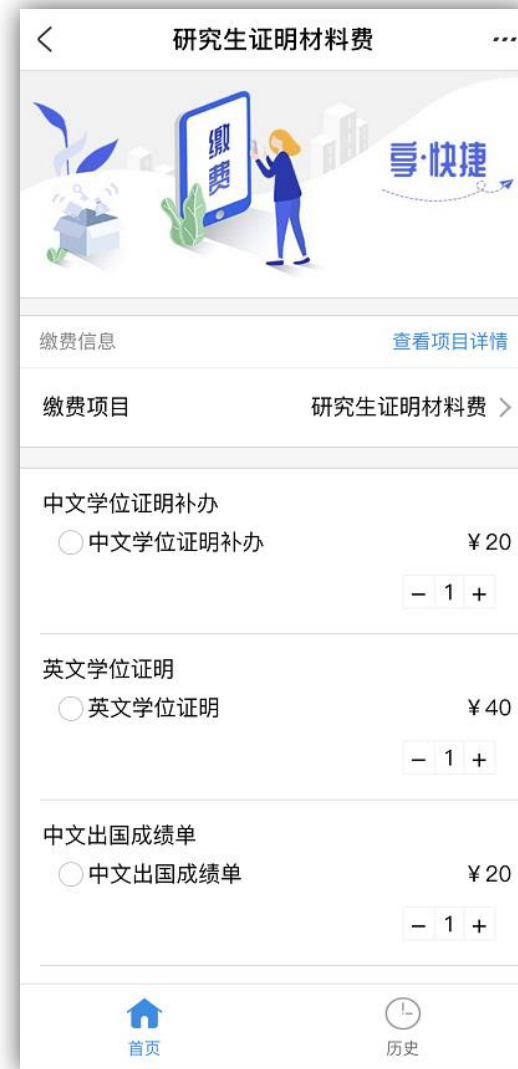 研究生证明材料费
缴费
享·快捷
缴费信息 查看项目详情
缴费项目 研究生证明材料费
中文学位证明补办
中文学位证明补办 ¥20
- 1 +
英文学位证明
英文学位证明 ¥40
- 1 +
中文出国成绩单
中文出国成绩单 ¥20
- 1 +
首页 历史